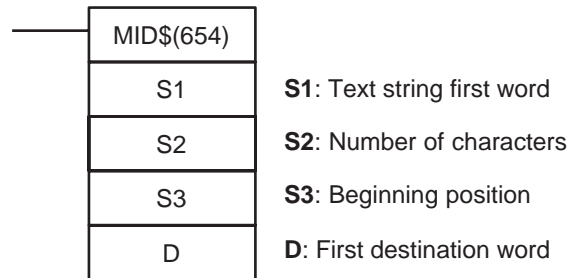 MID$(654)
S1 S1: Text string first word
S2 S2: Number of characters
S3 S3: Beginning position
D D: First destination word